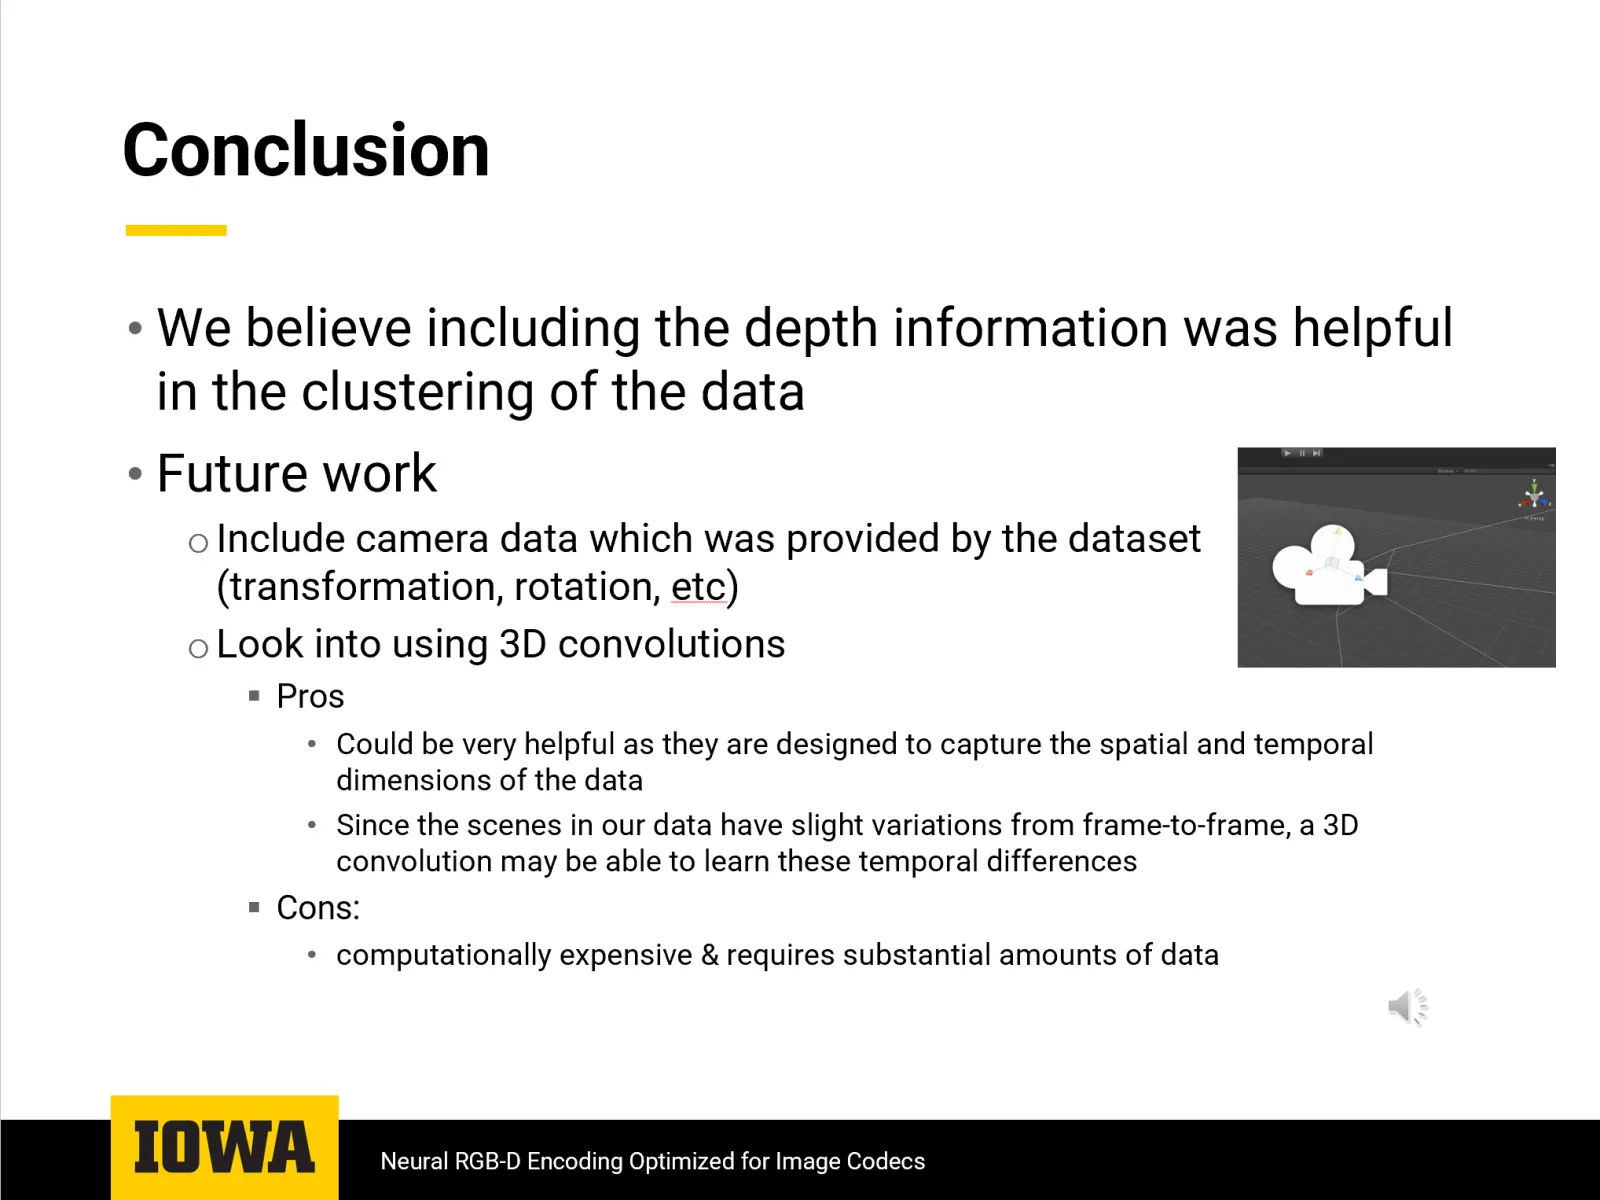 Conclusion
• We believe including the depth information was helpful
in the clustering of the data
• Future work
○ Include camera data which was provided by the dataset
(transformation, rotation, etc)
○ Look into using 3D convolutions
▪ Pros
• Could be very helpful as they are designed to capture the spatial and temporal
dimensions of the data
• Since the scenes in our data have slight variations from frame-to-frame, a 3D
convolution may be able to learn these temporal differences
▪ Cons:
• computationally expensive & requires substantial amounts of data
IOWA
Neural RGB-D Encoding Optimized for Image Codecs